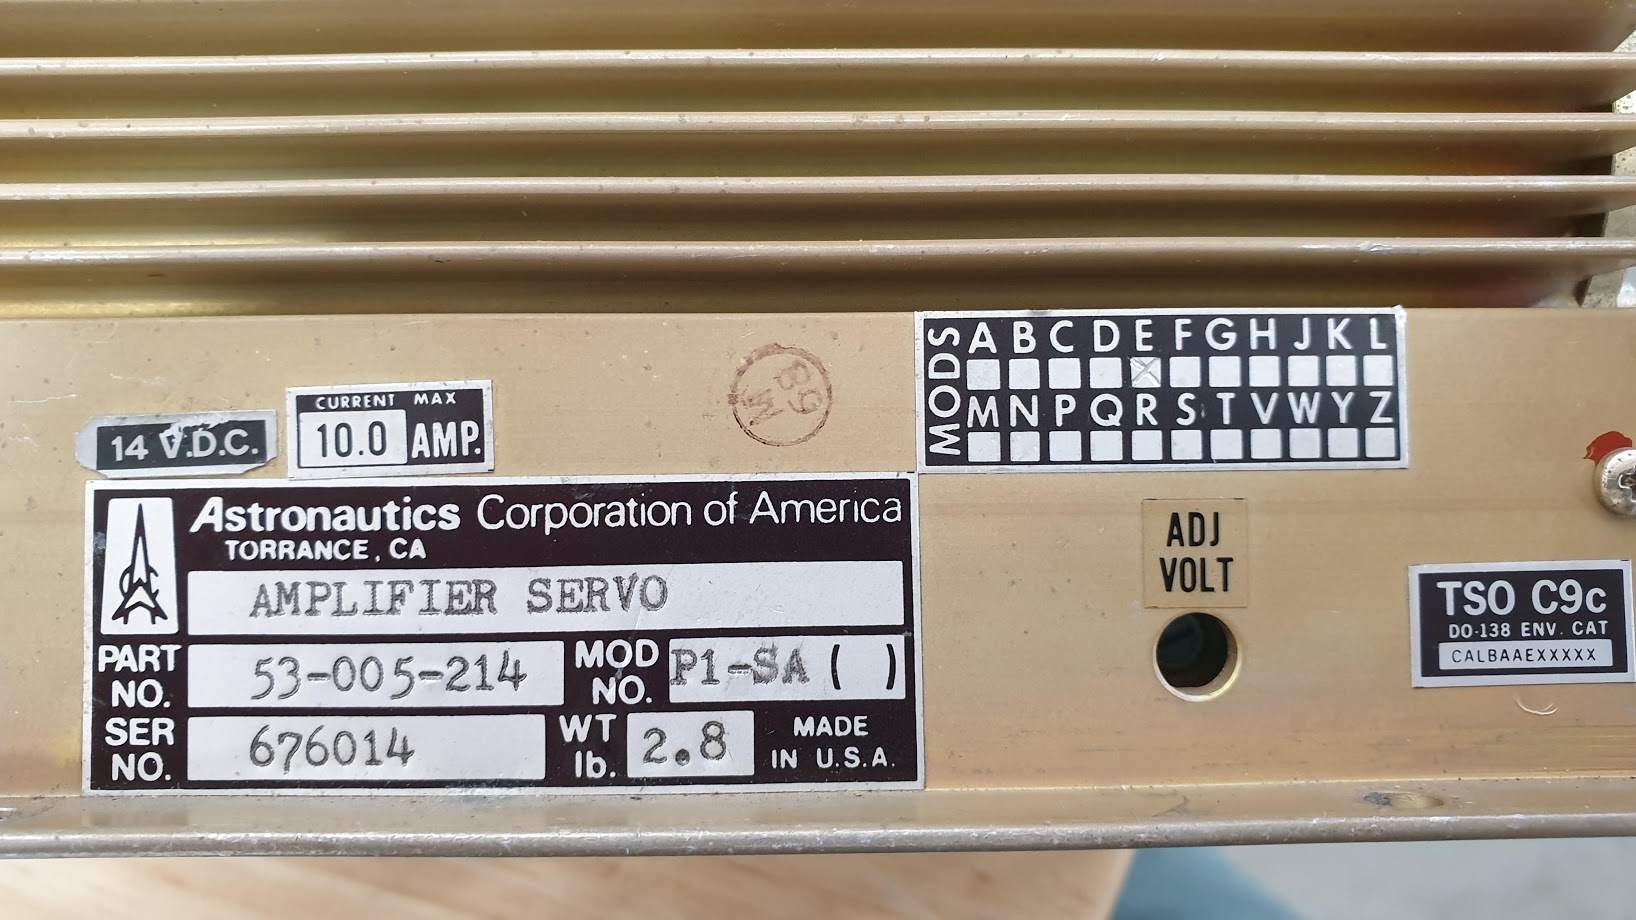 MODS A B C D E F G H J K L
M N P Q R S T V W Y Z
14 V.D.C.
CURRENT MAX
10.0 AMP.
89
Astronautics Corporation of America
TORRANCE, CA
AMPLIFIER SERVO
PART NO. 53-005-214
MOD NO. P1-SA ( )
SER NO. 676014
WT lb. 2.8
MADE IN U.S.A.
ADJ
VOLT
TSO C9c
DO-138 ENV. CAT
CALBAAEXXXXX